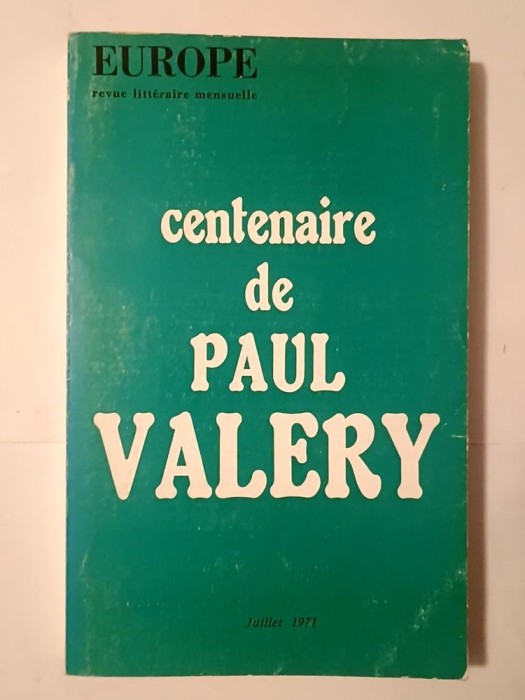 EUROPE
revue littéraire mensuelle
centenaire
de
PAUL
VALERY
Juillet 1971